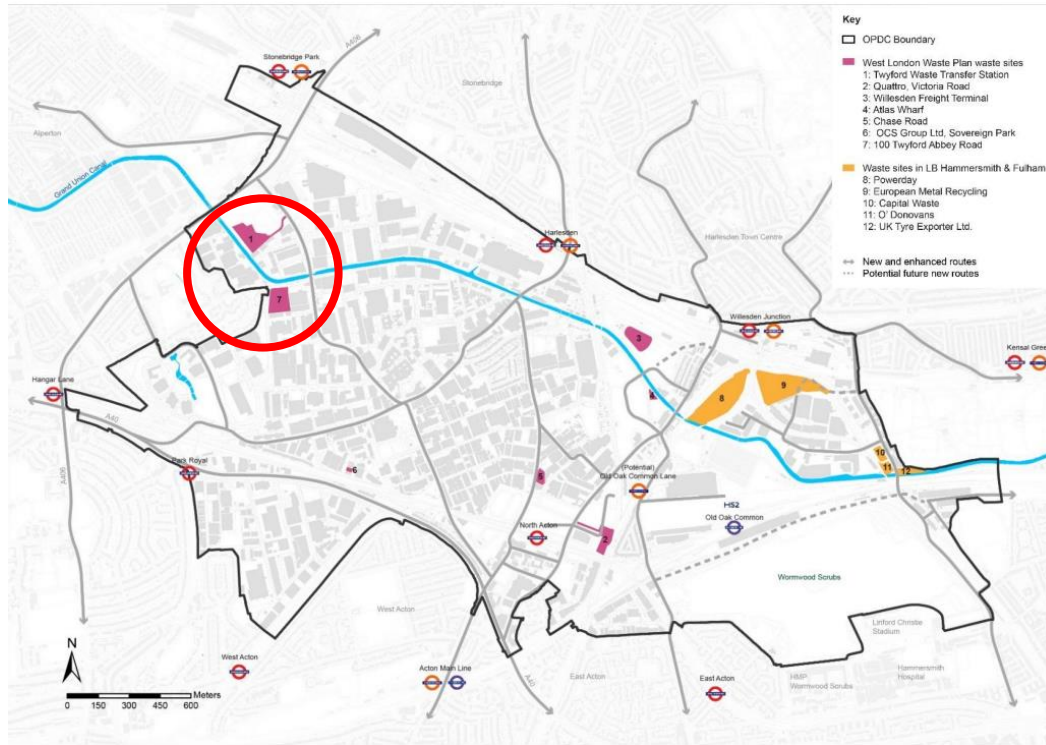 Key
OPDC Boundary
West London Waste Plan waste sites
1: Twyford Waste Transfer Station
2: Quattro, Victoria Road
3: Willesden Freight Terminal
4: Atlas Wharf
5: Chase Road
6: OCS Group Ltd, Sovereign Park
7: 100 Twyford Abbey Road
Waste sites in LB Hammersmith & Fulham
8: Powerday
9: European Metal Recycling
10: Capital Waste
11: O' Donovans
12: UK Tyre Exporter Ltd.
New and enhanced routes
Potential future new routes
A406
Stonebridge Park
Stonebridge
Alperton
Grand Union Canal
1
Harlesden
Harlesden Town Centre
7
Willesden Junction
3
Kensal Gree
Hangar Lane
4
8
9
A40
Park Royal
6
A406
10
11
12
5
(Potential)
Old Oak Common Lane
HS2
Old Oak Common
North Acton
2
Wormwood Scrubs
West Acton
Linford Christie
Stadium
N
West Acton
Acton Main Line
A40
East Acton
East Acton
HMP
Wormwood Scrubs
Hammersmith
Hospital
Meters
0 150 300 450 600